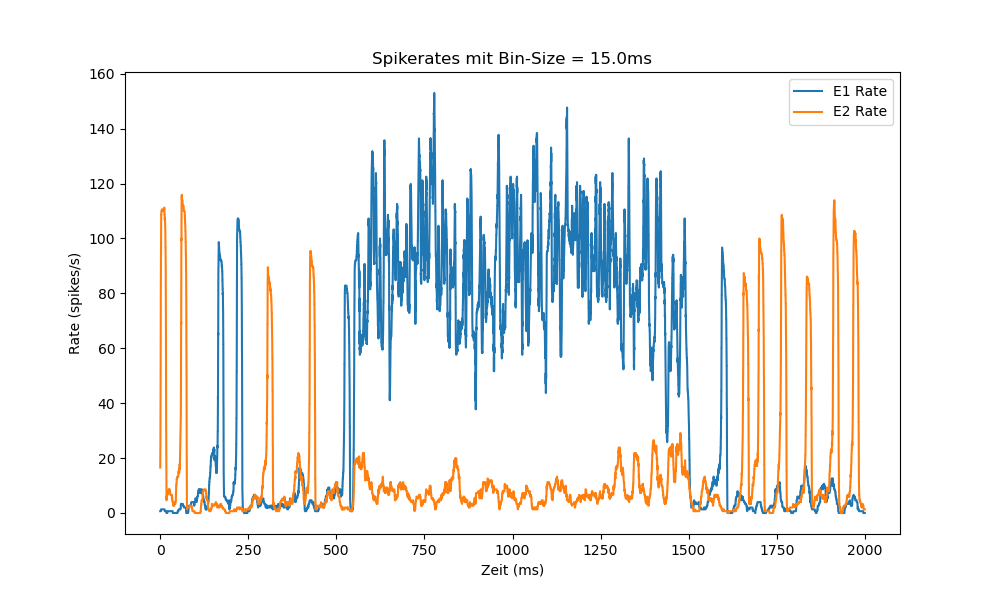 Spikerates mit Bin-Size = 15.0ms
E1 Rate
E2 Rate
Rate (spikes/s)
160
140
120
100
80
60
40
20
0
0 250 500 750 1000 1250 1500 1750 2000
Zeit (ms)